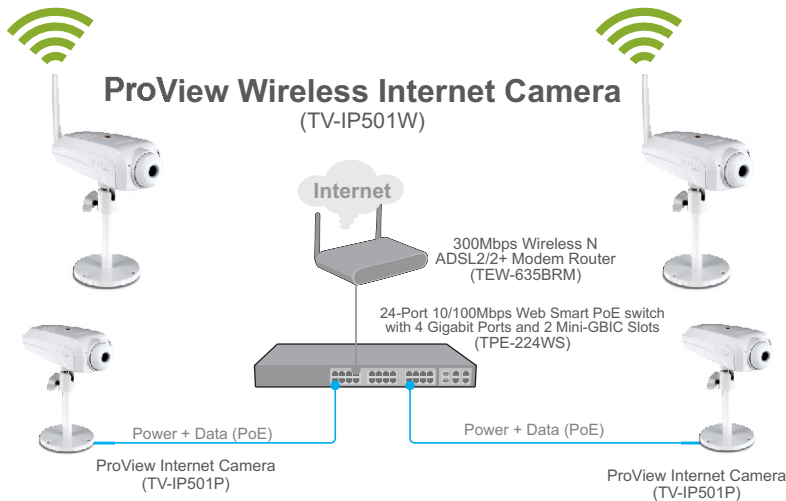 ProView Wireless Internet Camera
(TV-IP501W)
Internet
300Mbps Wireless N
ADSL2/2+ Modem Router
(TEW-635BRM)
24-Port 10/100Mbps Web Smart PoE switch
with 4 Gigabit Ports and 2 Mini-GBIC Slots
(TPE-224WS)
Power + Data (PoE)
Power + Data (PoE)
ProView Internet Camera
(TV-IP501P)
ProView Internet Camera
(TV-IP501P)